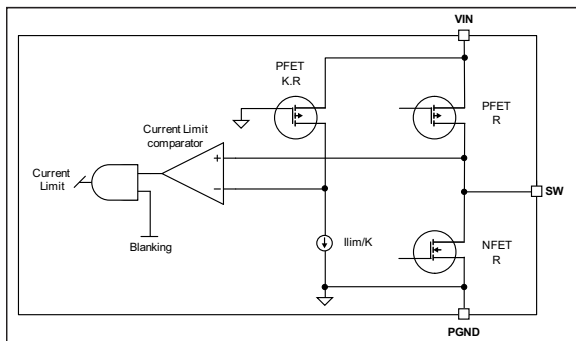 VIN
PFET
K.R
PFET
R
Current Limit
comparator
+
Current
Limit
−
SW
Blanking
Ilim/K
NFET
R
PGND